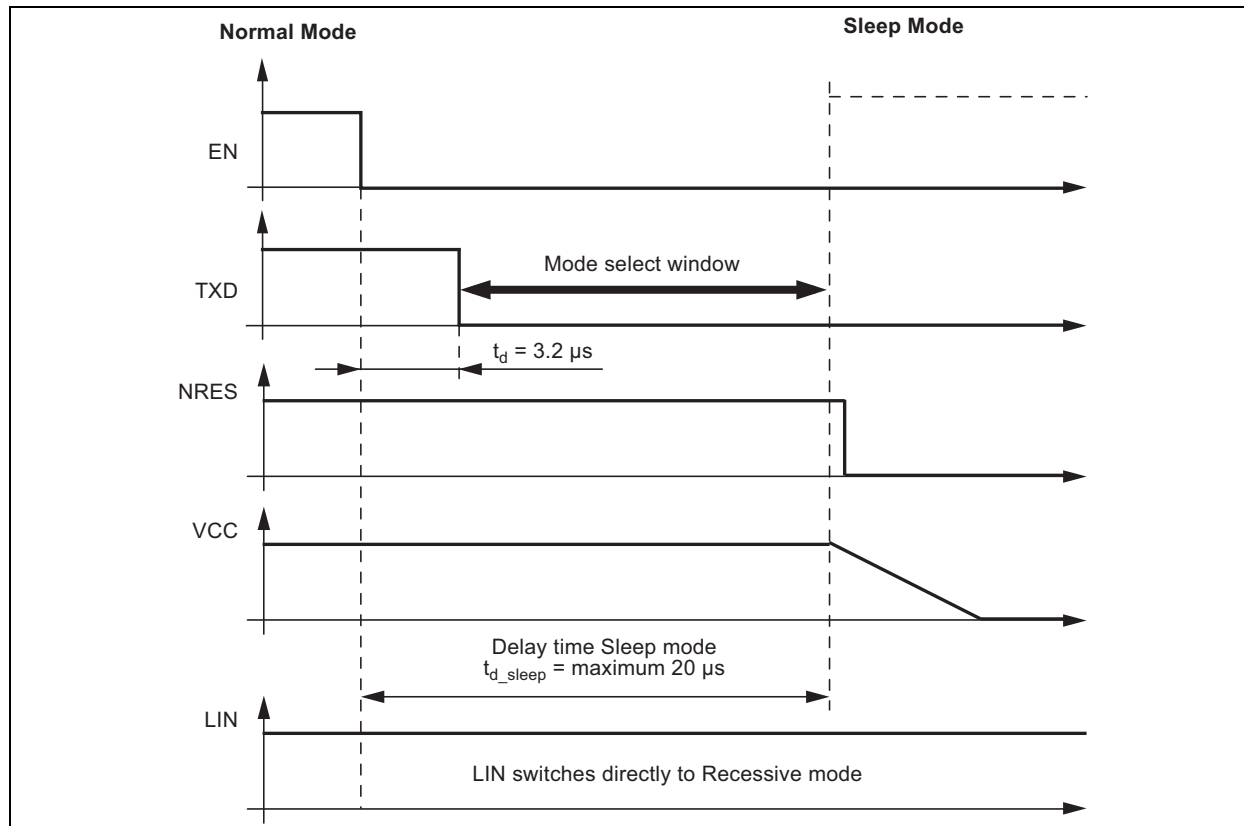 Normal Mode
Sleep Mode
EN
TXD
Mode select window
t_d = 3.2 µs
NRES
VCC
Delay time Sleep mode
t_d_sleep = maximum 20 µs
LIN
LIN switches directly to Recessive mode